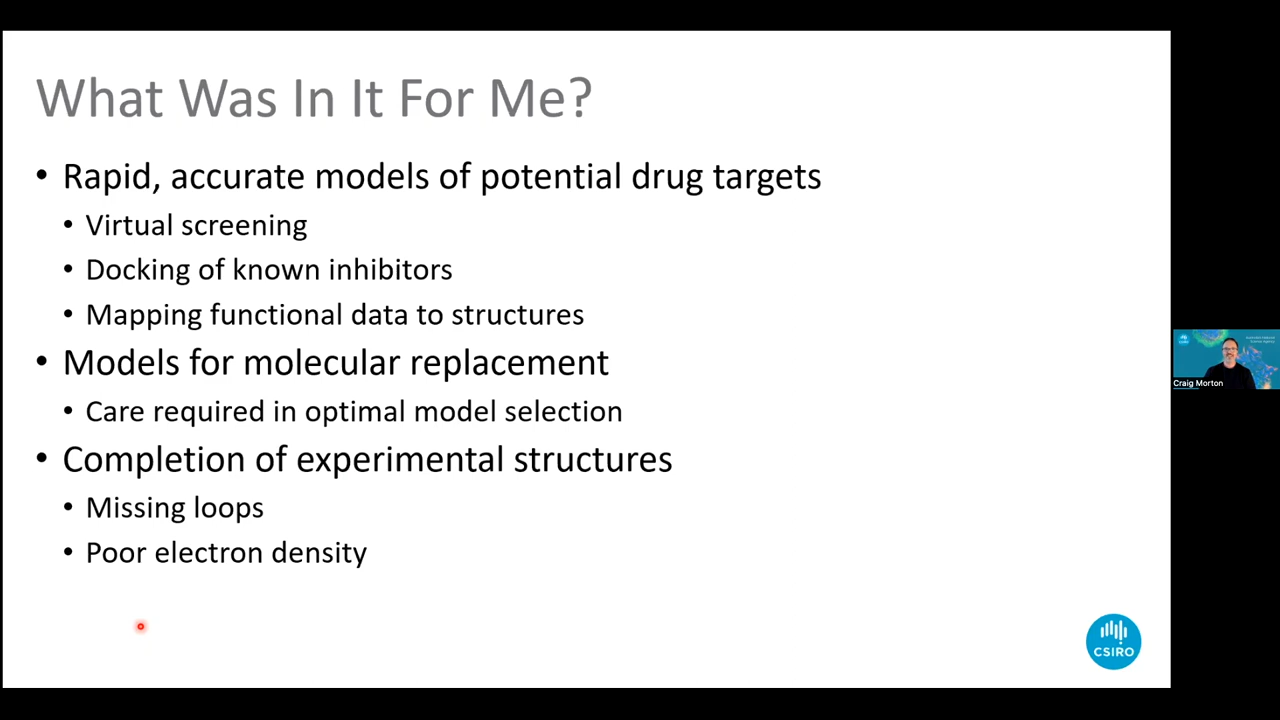 What Was In It For Me?
• Rapid, accurate models of potential drug targets
• Virtual screening
• Docking of known inhibitors
• Mapping functional data to structures
• Models for molecular replacement
• Care required in optimal model selection
• Completion of experimental structures
• Missing loops
• Poor electron density
CSIRO
Craig Morton